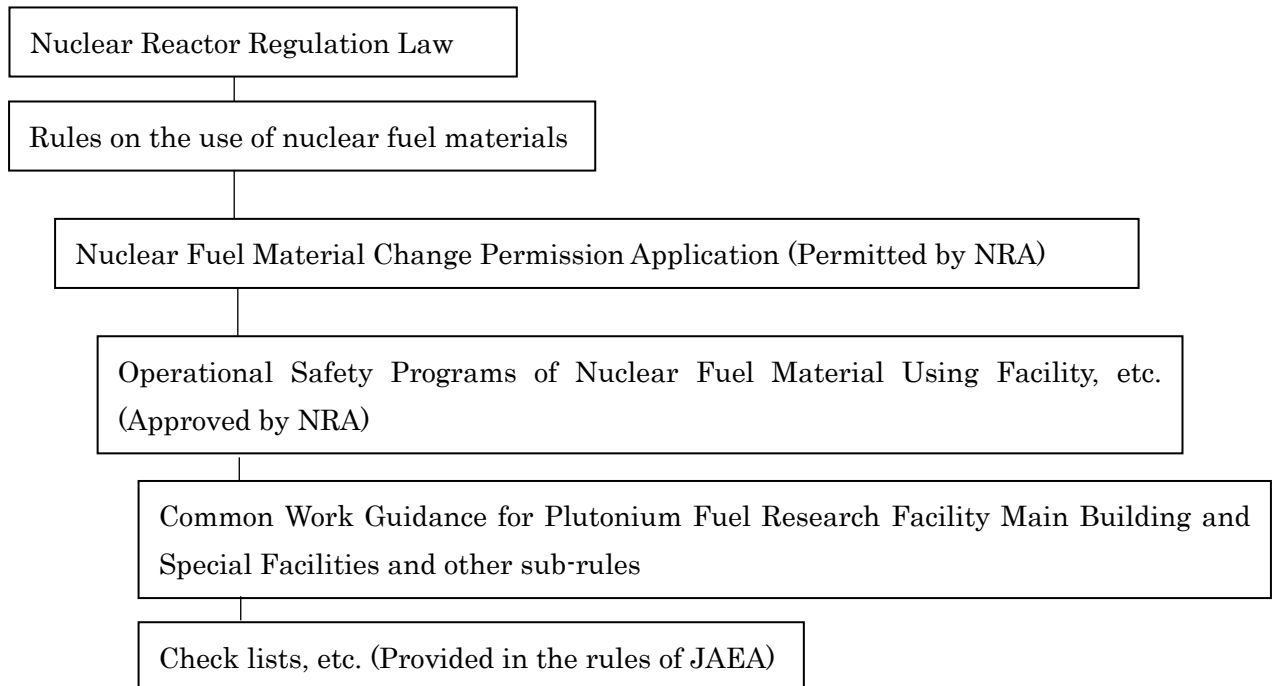 Nuclear Reactor Regulation Law
Rules on the use of nuclear fuel materials
Nuclear Fuel Material Change Permission Application (Permitted by NRA)
Operational Safety Programs of Nuclear Fuel Material Using Facility, etc.
(Approved by NRA)
Common Work Guidance for Plutonium Fuel Research Facility Main Building and
Special Facilities and other sub-rules
Check lists, etc. (Provided in the rules of JAEA)